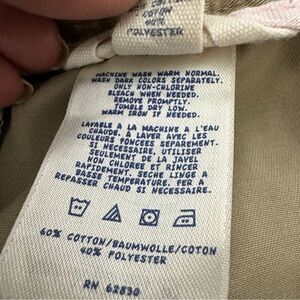 COTTON
40%
POLYESTER
MACHINE WASH WARM NORMAL.
WASH DARK COLORS SEPARATELY.
ONLY NON-CHLORINE
BLEACH WHEN NEEDED.
REMOVE PROMPTLY.
TUMBLE DRY LOW.
WARM IRON IF NEEDED.
LAVABLE A LA MACHINE A L'EAU
CHAUDE. A LAVER AVEC LES
COULEURS FONCEES SEPAREMENT.
SI NECESSAIRE, UTILISER
SEULEMENT DE LA JAVEL
NON CHLOREE ET RINCER
RAPIDEMENT. SECHE LINGE A
BASSE TEMPERATURE. FER A
REPASSER CHAUD SI NECESSAIRE.
60% COTTON/BAUMWOLLE/COTON
40% POLYESTER
RN 62830